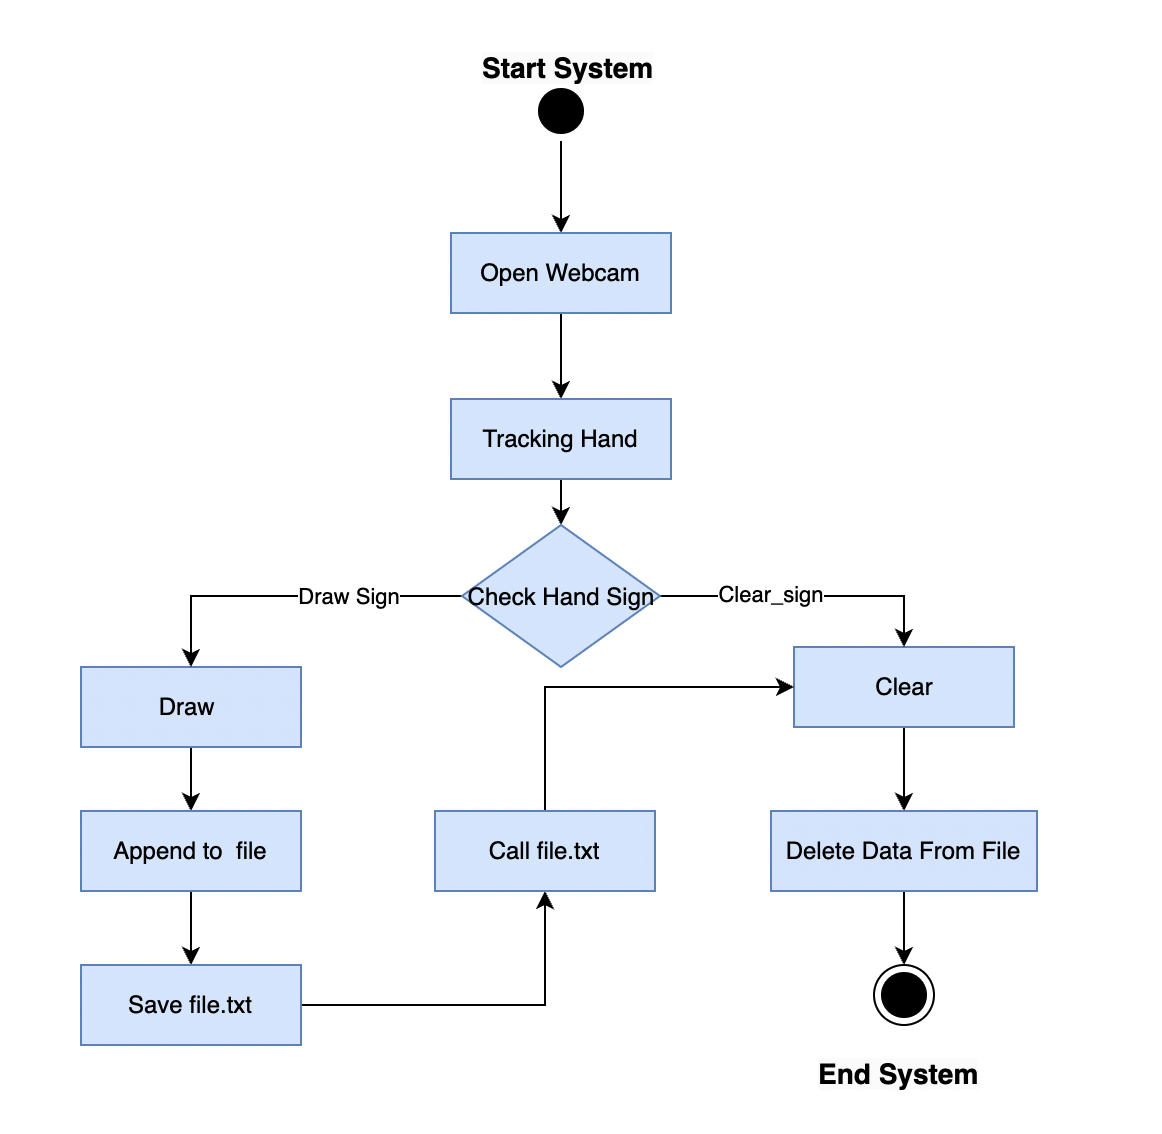 Start System
Open Webcam
Tracking Hand
Check Hand Sign
Draw Sign
Clear_sign
Draw
Clear
Append to  file
Call file.txt
Delete Data From File
Save file.txt
End System